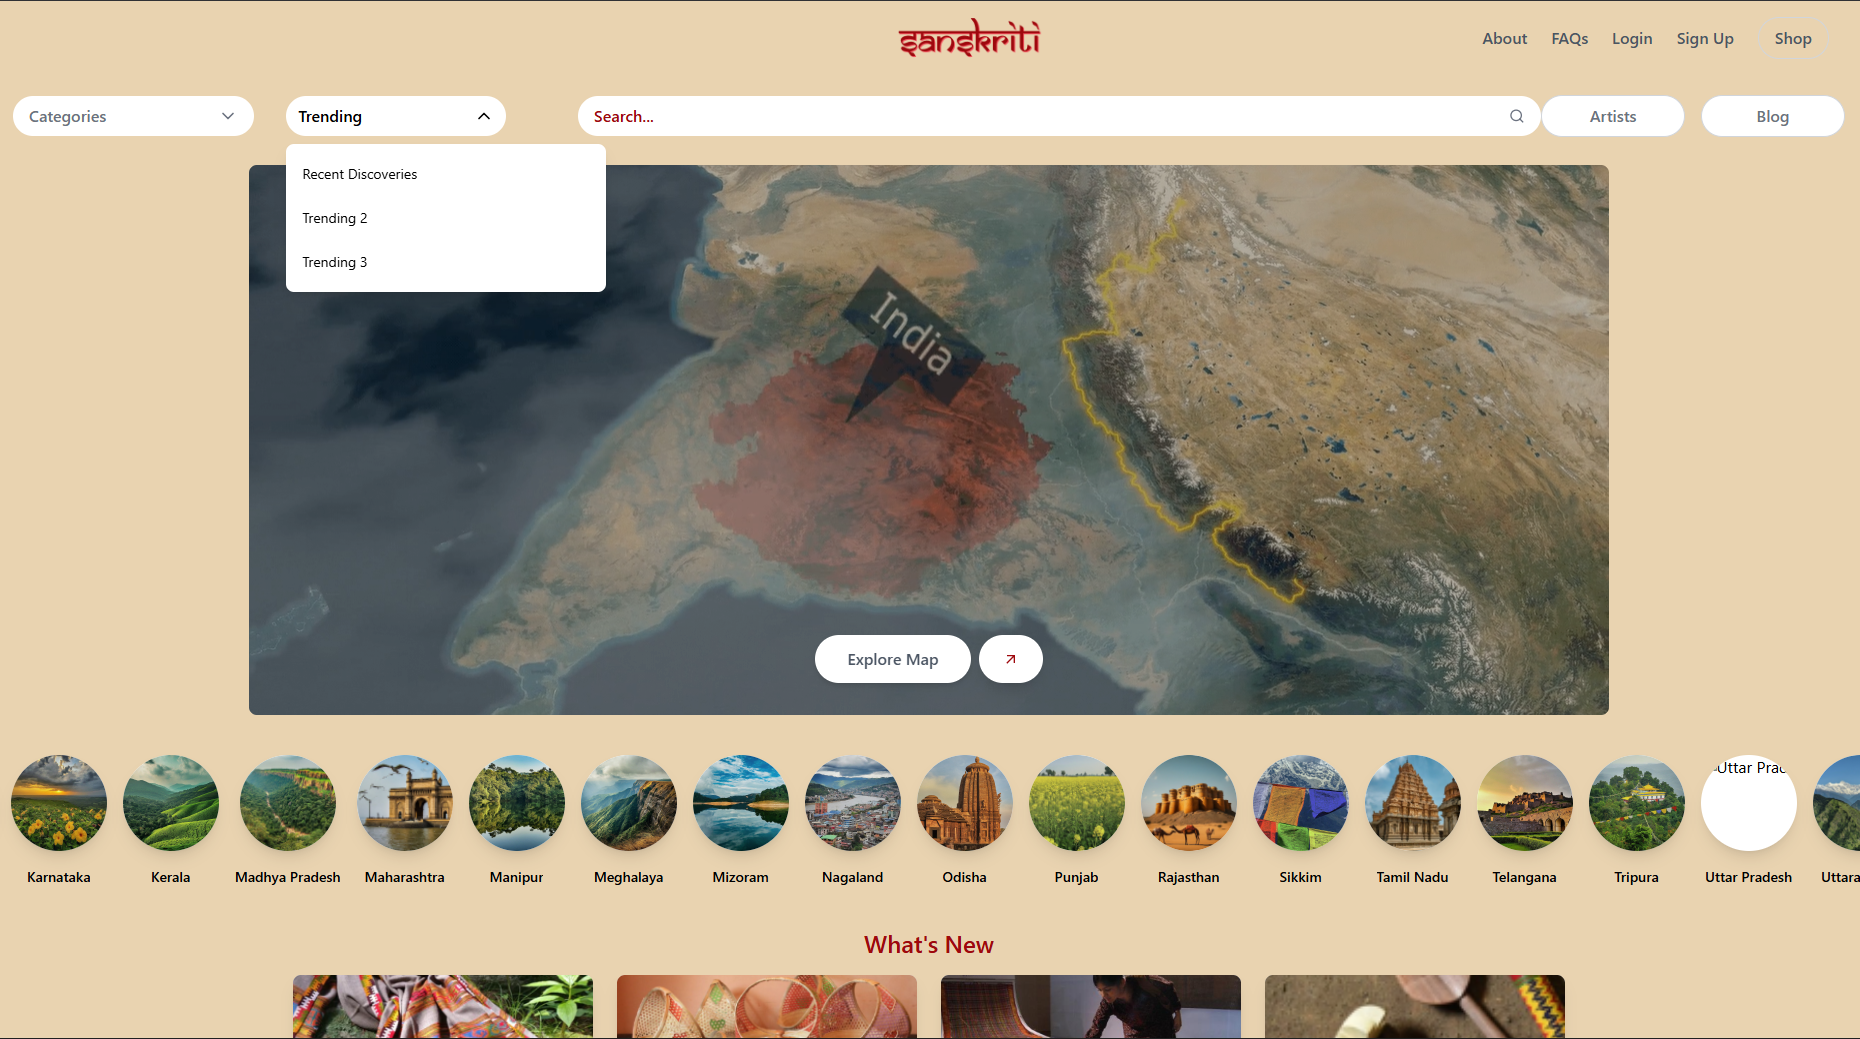 sanskriti
About
FAQs
Login
Sign Up
Shop
Categories
Trending
Search...
Artists
Blog
Recent Discoveries
Trending 2
Trending 3
India
Explore Map
Uttar Prad
Karnataka
Kerala
Madhya Pradesh
Maharashtra
Manipur
Meghalaya
Mizoram
Nagaland
Odisha
Punjab
Rajasthan
Sikkim
Tamil Nadu
Telangana
Tripura
Uttar Pradesh
Uttara
What's New